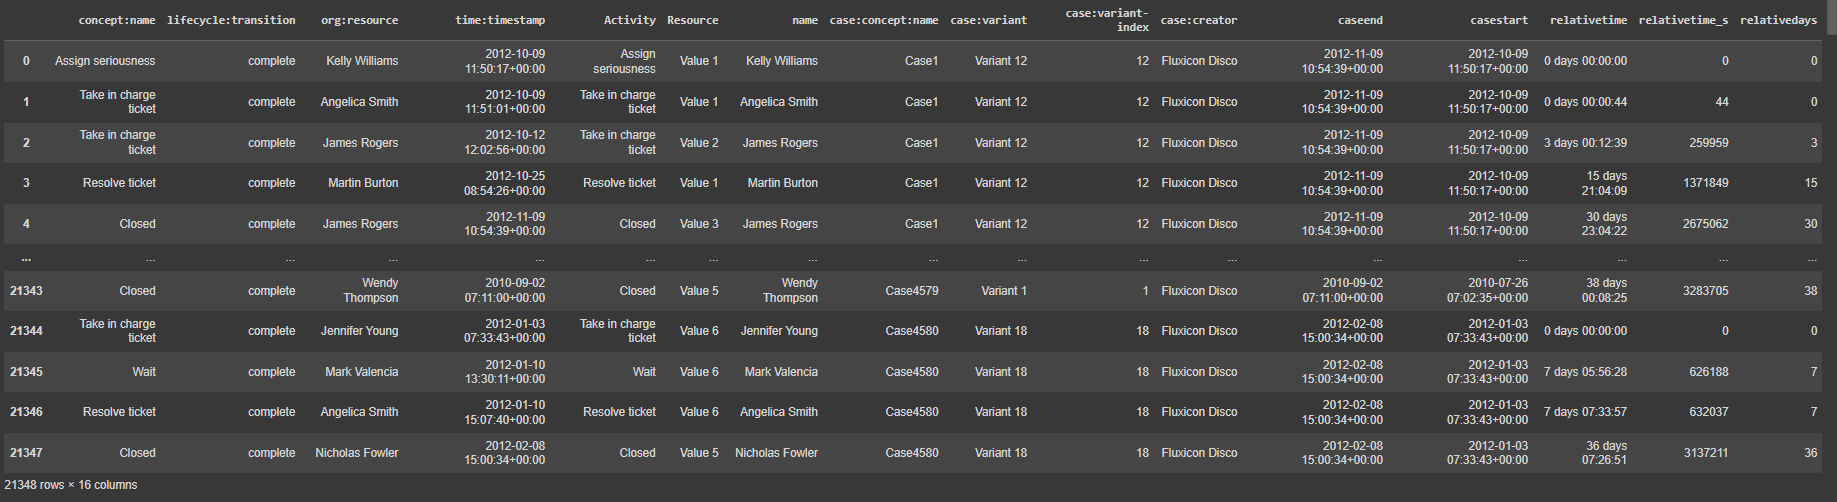 concept:name lifecycle:transition org:resource time:timestamp Activity Resource name case:concept:name case:variant case:variant-index case:creator caseend casestart relativetime relativetime_s relativedays
0 Assign seriousness complete Kelly Williams 2012-10-09 11:50:17+00:00 Assign seriousness Value 1 Kelly Williams Case1 Variant 12 12 Fluxicon Disco 2012-11-09 10:54:39+00:00 2012-10-09 11:50:17+00:00 0 days 00:00:00 0 0
1 Take in charge ticket complete Angelica Smith 2012-10-09 11:51:01+00:00 Take in charge ticket Value 1 Angelica Smith Case1 Variant 12 12 Fluxicon Disco 2012-11-09 10:54:39+00:00 2012-10-09 11:50:17+00:00 0 days 00:00:44 44 0
2 Take in charge ticket complete James Rogers 2012-10-12 12:02:56+00:00 Take in charge ticket Value 2 James Rogers Case1 Variant 12 12 Fluxicon Disco 2012-11-09 10:54:39+00:00 2012-10-09 11:50:17+00:00 3 days 00:12:39 259959 3
3 Resolve ticket complete Martin Burton 2012-10-25 08:54:26+00:00 Resolve ticket Value 1 Martin Burton Case1 Variant 12 12 Fluxicon Disco 2012-11-09 10:54:39+00:00 2012-10-09 11:50:17+00:00 15 days 21:04:09 1371849 15
4 Closed complete James Rogers 2012-11-09 10:54:39+00:00 Closed Value 3 James Rogers Case1 Variant 12 12 Fluxicon Disco 2012-11-09 10:54:39+00:00 2012-10-09 11:50:17+00:00 30 days 23:04:22 2675062 30
... ... ... ... ... ... ... ... ... ... ... ... ... ... ... ... ...
21343 Closed complete Wendy Thompson 2010-09-02 07:11:00+00:00 Closed Value 5 Wendy Thompson Case4579 Variant 1 1 Fluxicon Disco 2010-09-02 07:11:00+00:00 2010-07-26 07:02:35+00:00 38 days 00:08:25 3283705 38
21344 Take in charge ticket complete Jennifer Young 2012-01-03 07:33:43+00:00 Take in charge ticket Value 6 Jennifer Young Case4580 Variant 18 18 Fluxicon Disco 2012-02-08 15:00:34+00:00 2012-01-03 07:33:43+00:00 0 days 00:00:00 0 0
21345 Wait complete Mark Valencia 2012-01-10 13:30:11+00:00 Wait Value 6 Mark Valencia Case4580 Variant 18 18 Fluxicon Disco 2012-02-08 15:00:34+00:00 2012-01-03 07:33:43+00:00 7 days 05:56:28 626188 7
21346 Resolve ticket complete Angelica Smith 2012-01-10 15:07:40+00:00 Resolve ticket Value 6 Angelica Smith Case4580 Variant 18 18 Fluxicon Disco 2012-02-08 15:00:34+00:00 2012-01-03 07:33:43+00:00 7 days 07:33:57 632037 7
21347 Closed complete Nicholas Fowler 2012-02-08 15:00:34+00:00 Closed Value 5 Nicholas Fowler Case4580 Variant 18 18 Fluxicon Disco 2012-02-08 15:00:34+00:00 2012-01-03 07:33:43+00:00 36 days 07:26:51 3137211 36
21348 rows × 16 columns